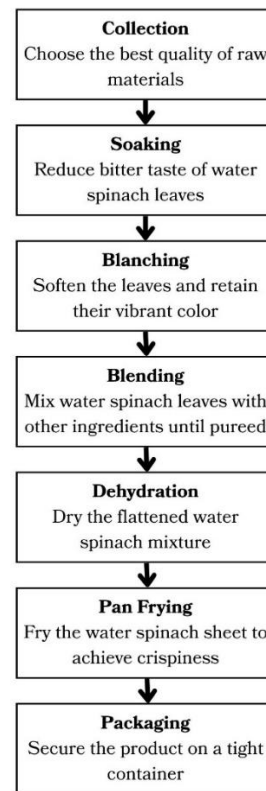 Collection
Choose the best quality of raw
materials
Soaking
Reduce bitter taste of water
spinach leaves
Blanching
Soften the leaves and retain
their vibrant color
Blending
Mix water spinach leaves with
other ingredients until pureed
Dehydration
Dry the flattened water
spinach mixture
Pan Frying
Fry the water spinach sheet to
achieve crispiness
Packaging
Secure the product on a tight
container